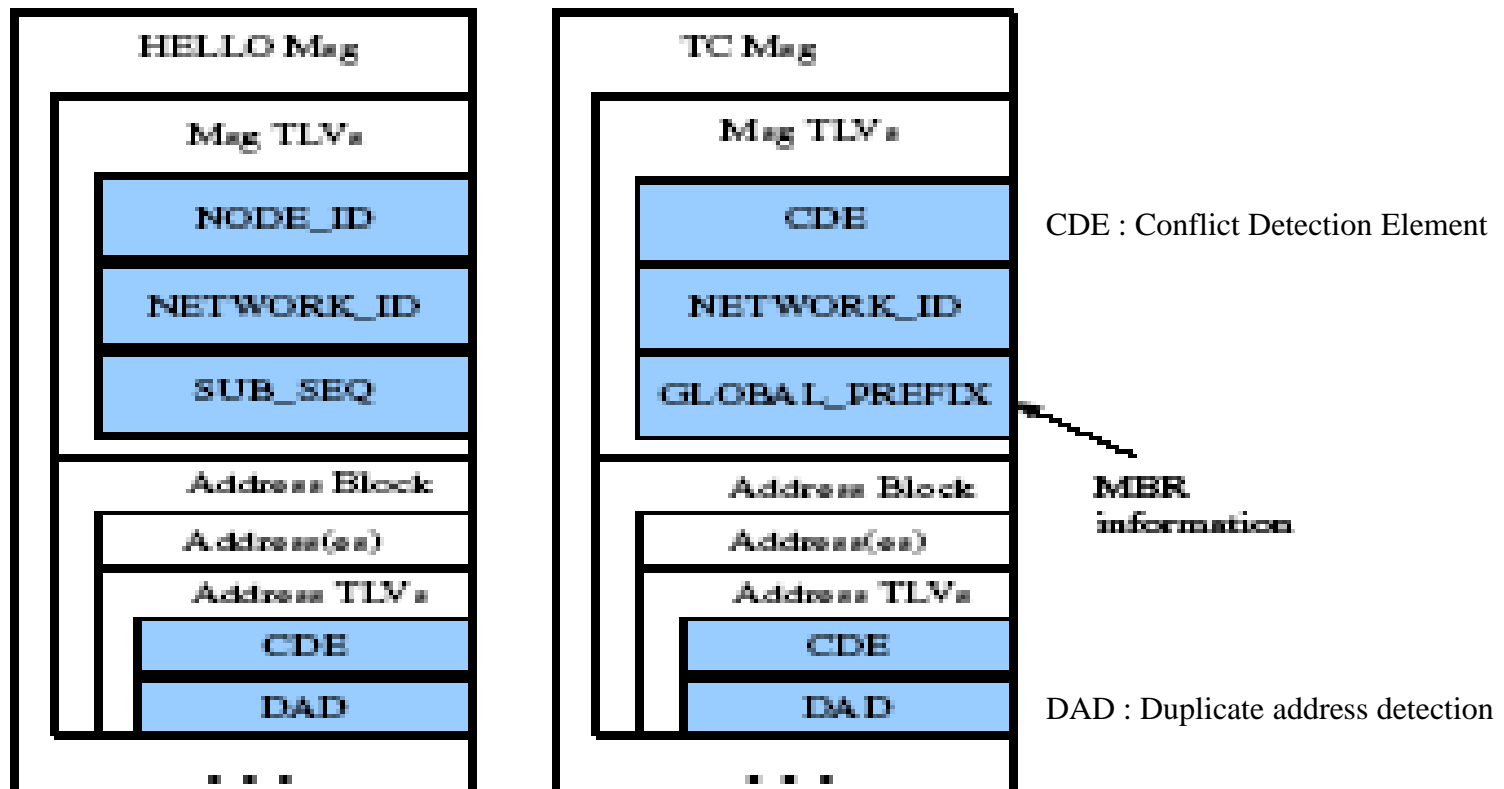 HELLO Msg
Msg TLVs
NODE_ID
NETWORK_ID
SUB_SEQ
Address Block
Address(es)
Address TLVs
CDE
DAD
...
TC Msg
Msg TLVs
CDE
NETWORK_ID
GLOBAL_PREFIX
Address Block
Address(es)
Address TLVs
CDE
DAD
...
CDE : Conflict Detection Element
MBR
information
DAD : Duplicate address detection